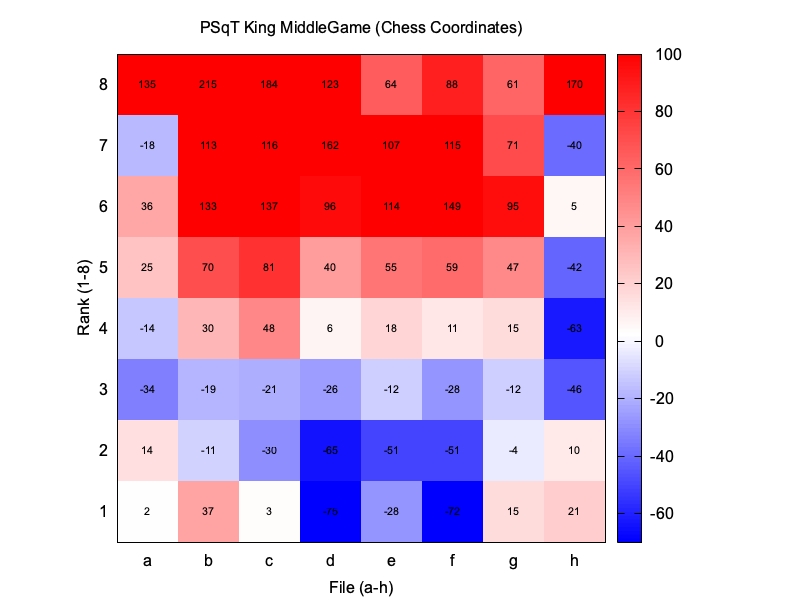 PSqT King MiddleGame (Chess Coordinates)
8 135 215 184 123 64 88 61 170 100
7 -18 113 116 162 107 115 71 -40 80
6 36 133 137 96 114 149 95 5 60
5 25 70 81 40 55 59 47 -42 40
4 -14 30 48 6 18 11 15 -63 20
3 -34 -19 -21 -26 -12 -28 -12 -46 0
2 14 -11 -30 -65 -51 -51 -4 10 -20
1 2 37 3 -75 -28 -72 15 21 -40
-60
a b c d e f g h
File (a-h)
Rank (1-8)